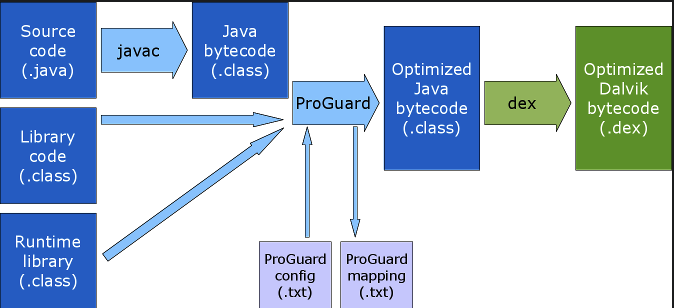 Source
code
(.java)
javac
Java
bytecode
(.class)
Library
code
(.class)
ProGuard
Optimized
Java
bytecode
(.class)
dex
Optimized
Dalvik
bytecode
(.dex)
Runtime
library
(.class)
ProGuard
config
(.txt)
ProGuard
mapping
(.txt)